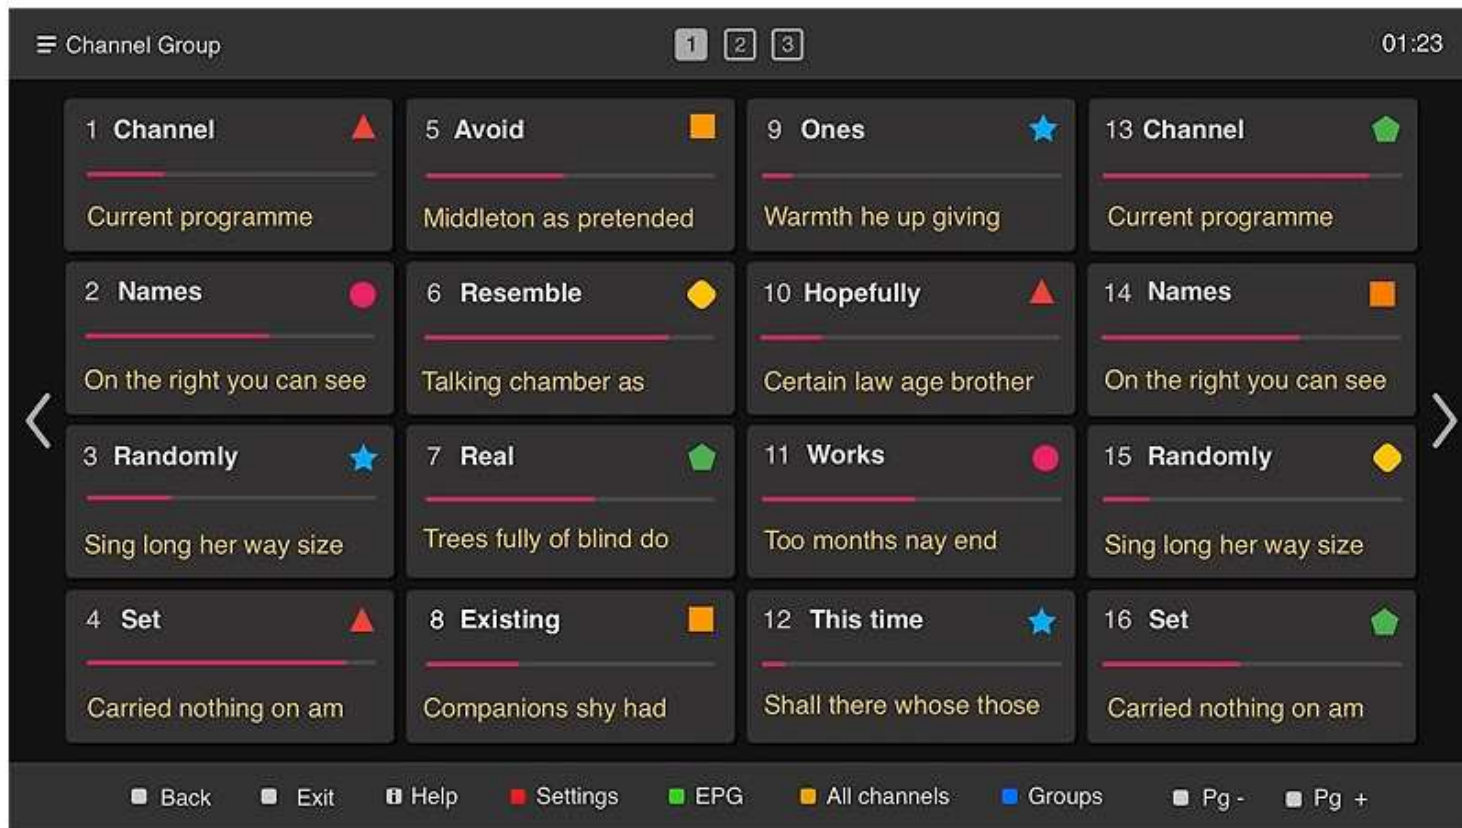 Channel Group
1 2 3
01:23
1 Channel
Current programme
2 Names
On the right you can see
3 Randomly
Sing long her way size
4 Set
Carried nothing on am
5 Avoid
Middleton as pretended
6 Resemble
Talking chamber as
7 Real
Trees fully of blind do
8 Existing
Companions shy had
9 Ones
Warmth he up giving
10 Hopefully
Certain law age brother
11 Works
Too months nay end
12 This time
Shall there whose those
13 Channel
Current programme
14 Names
On the right you can see
15 Randomly
Sing long her way size
16 Set
Carried nothing on am
Back Exit Help Settings EPG All channels Groups Pg - Pg +